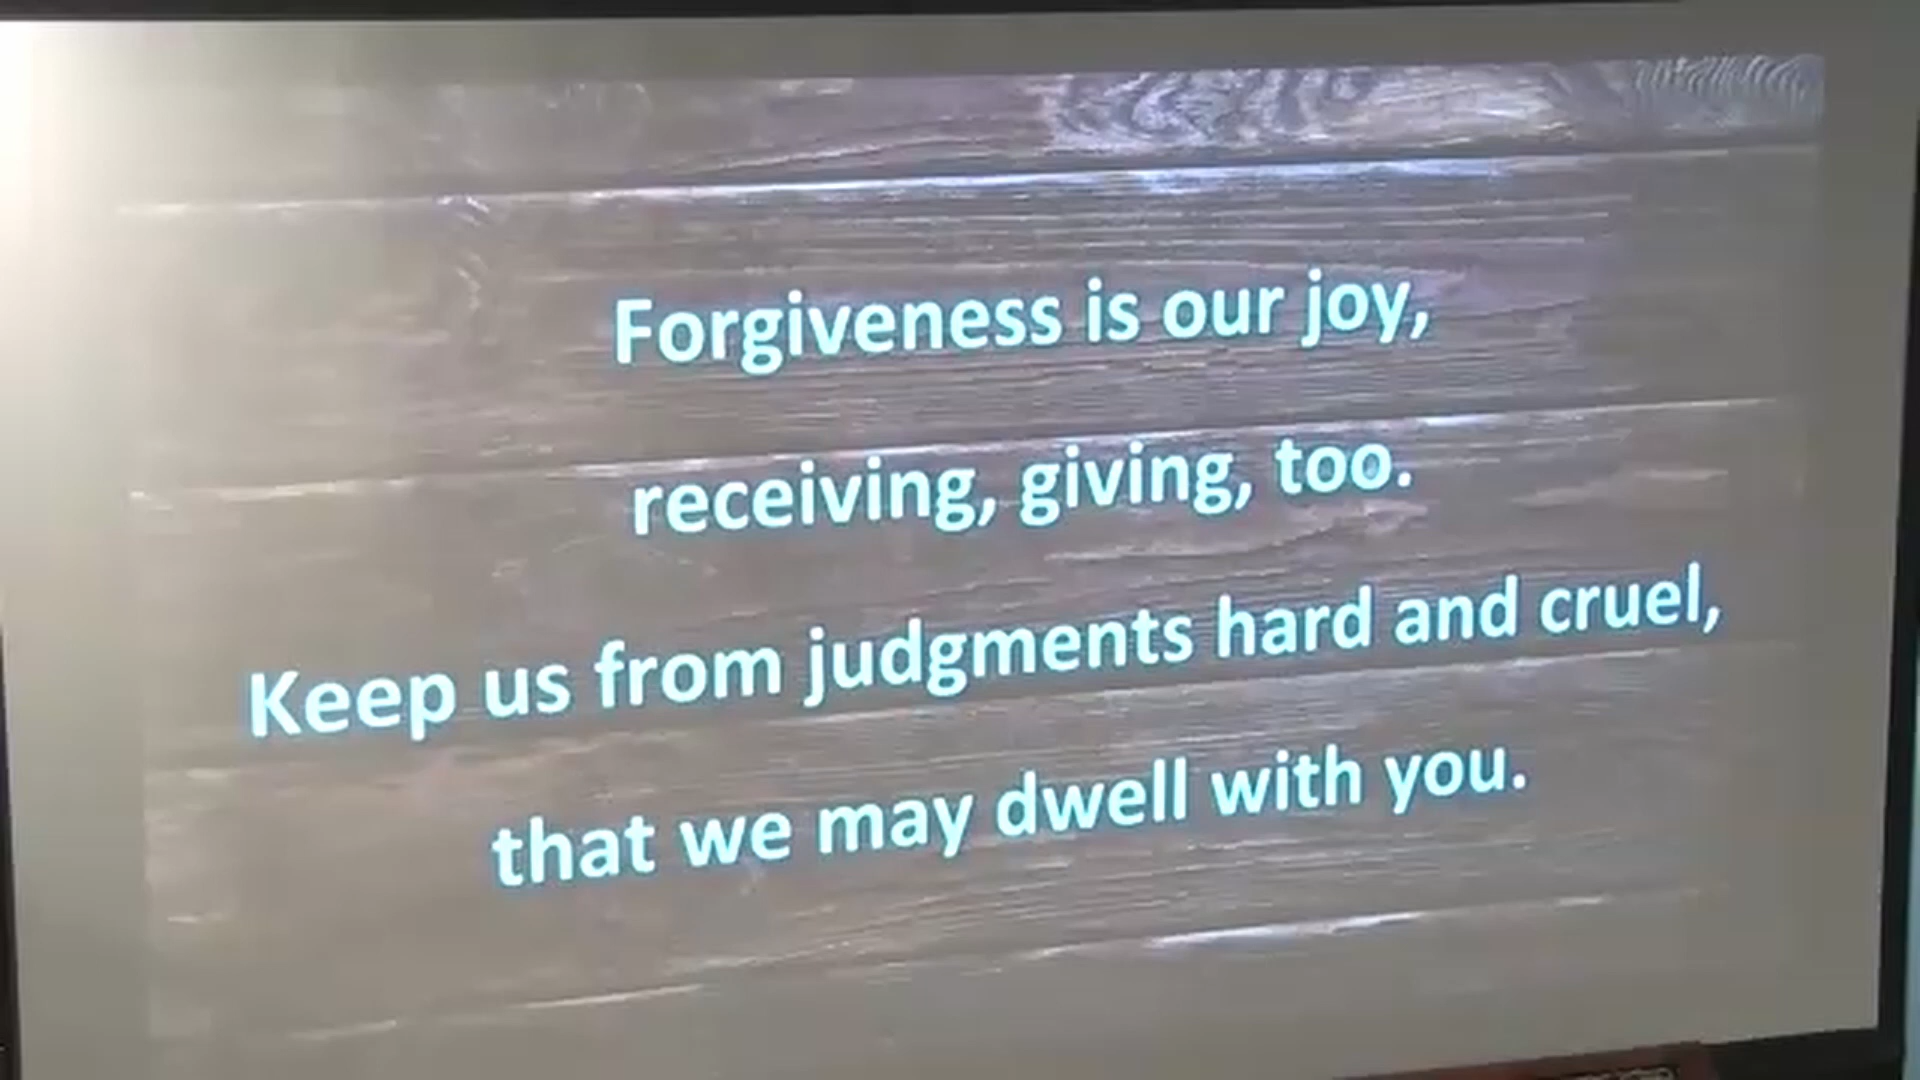 Forgiveness is our joy,
receiving, giving, too.
Keep us from judgments hard and cruel,
that we may dwell with you.